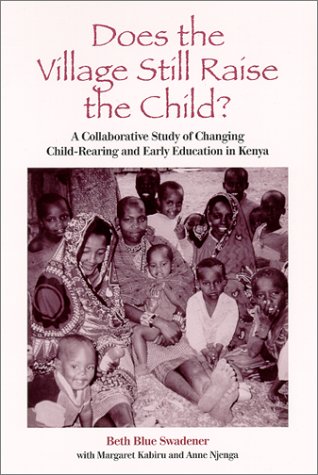 Does the
Village Still Raise
the Child?
A Collaborative Study of Changing
Child-Rearing and Early Education in Kenya
Beth Blue Swadener
with Margaret Kabiru and Anne Njenga